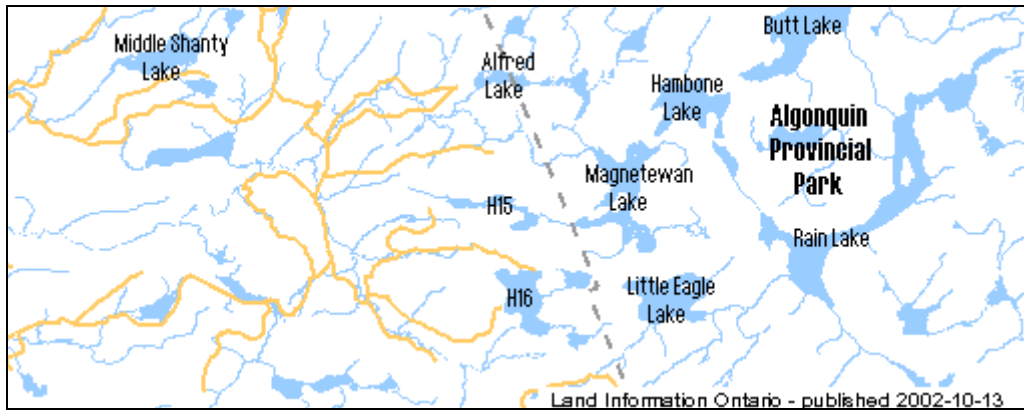 Butt Lake
Middle Shanty
Lake
Alfred
Lake
Hambone
Lake
Algonquin
Provincial
Park
Magnetewan
Lake
H15
Rain Lake
H16
Little Eagle
Lake
Land Information Ontario - published 2002-10-13